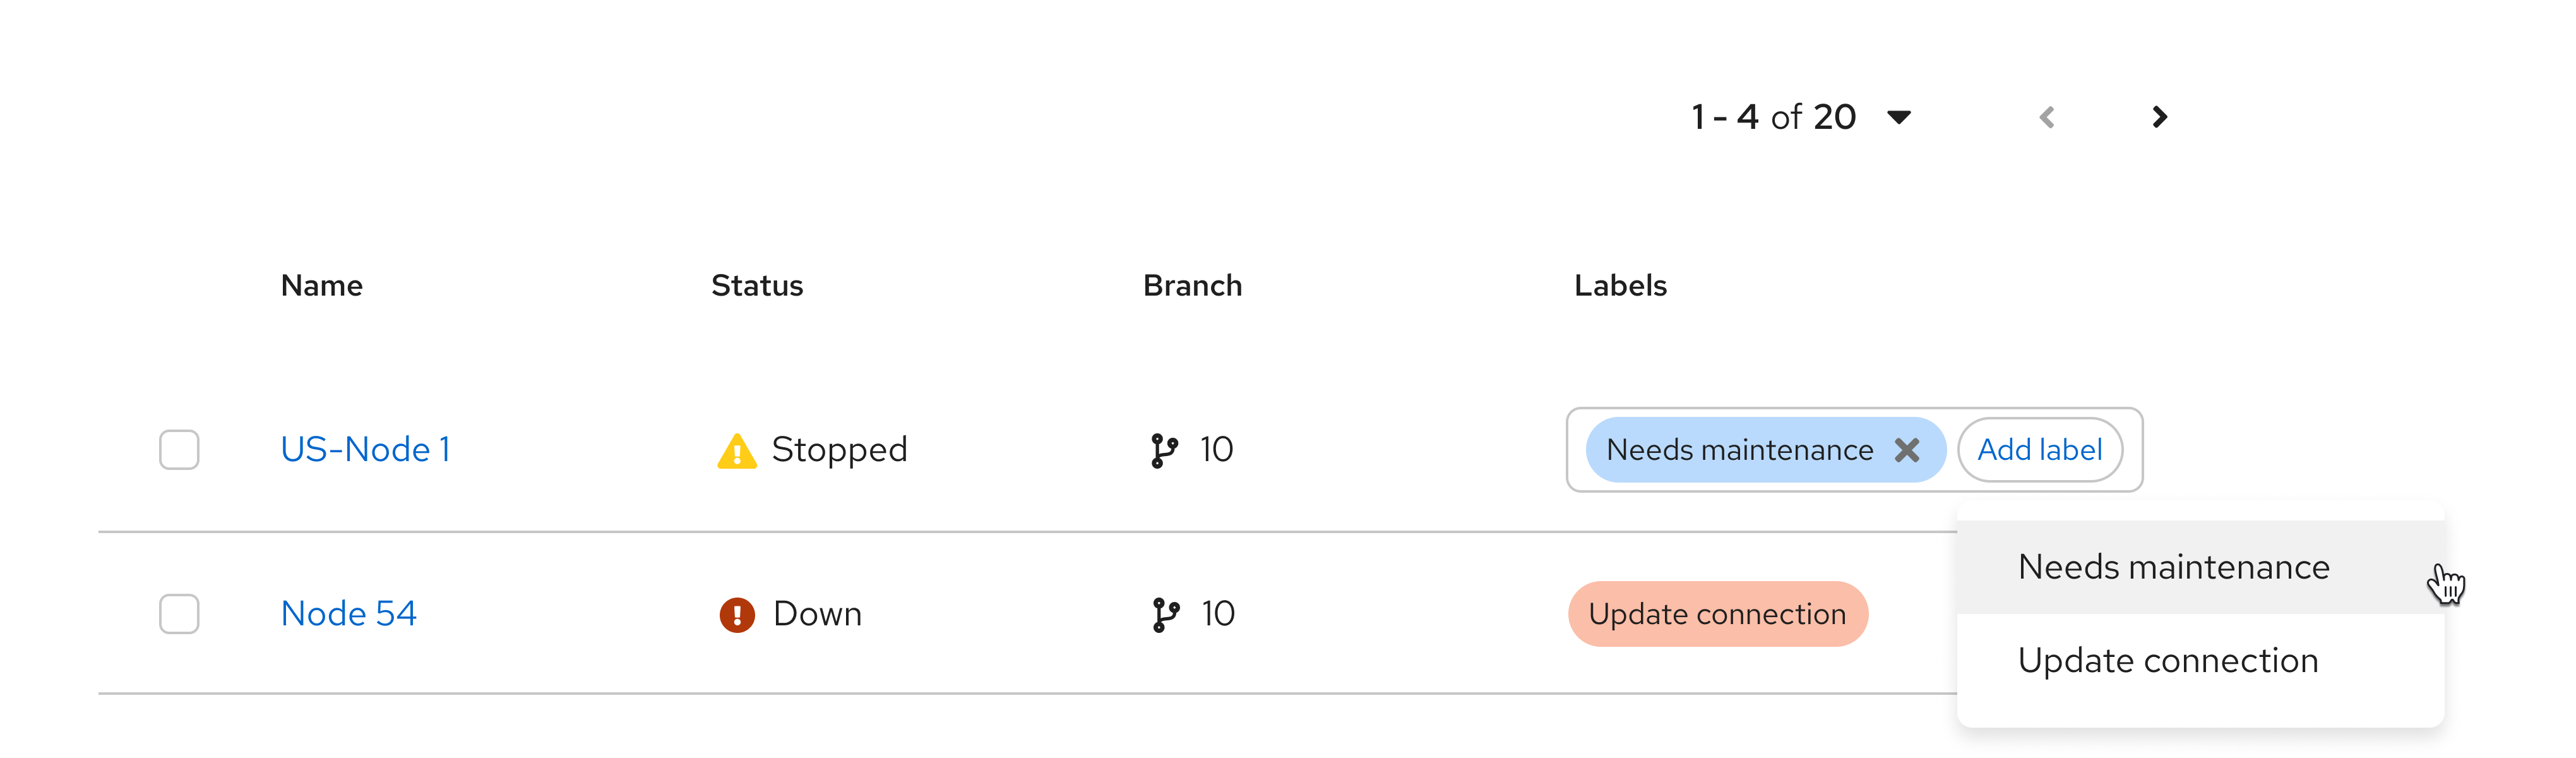 1 - 4 of 20
Name Status Branch Labels
US-Node 1 Stopped 10 Needs maintenance Add label
Needs maintenance
Node 54 Down 10 Update connection
Update connection